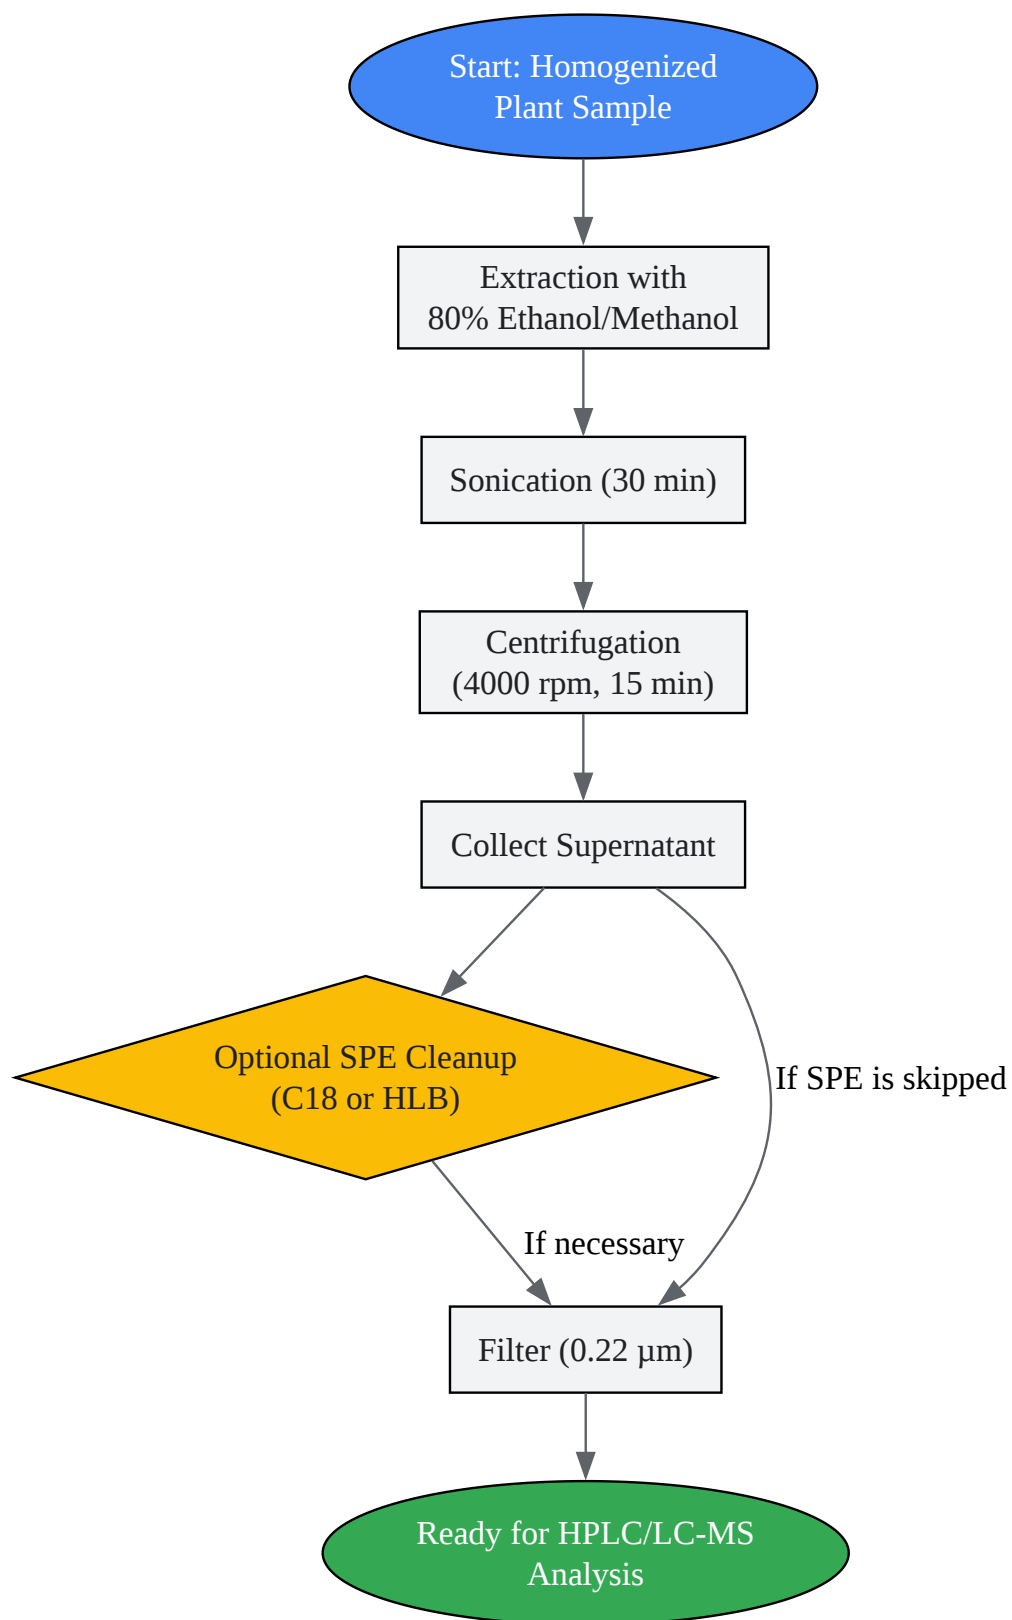 Start: Homogenized
Plant Sample
Extraction with
80% Ethanol/Methanol
Sonication (30 min)
Centrifugation
(4000 rpm, 15 min)
Collect Supernatant
Optional SPE Cleanup
(C18 or HLB)
If SPE is skipped
If necessary
Filter (0.22 µm)
Ready for HPLC/LC-MS
Analysis